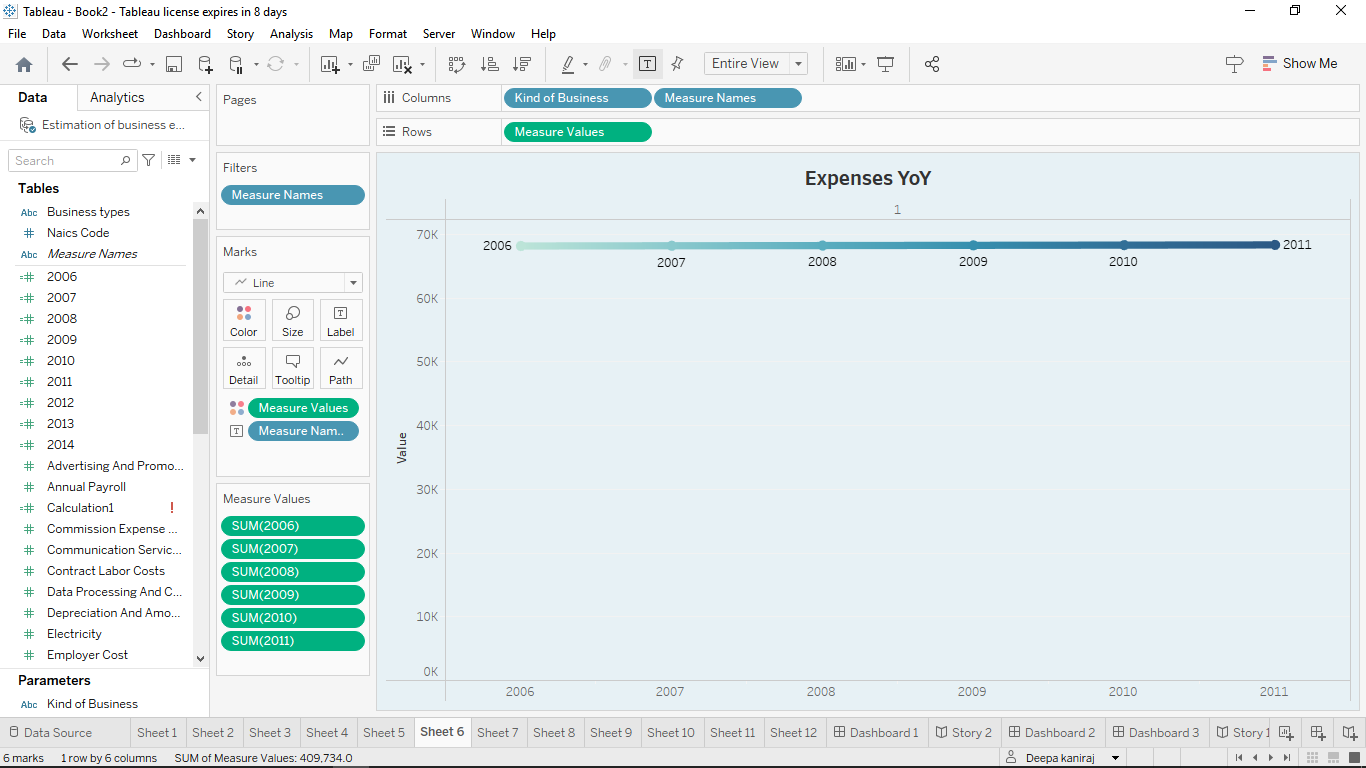 Tableau - Book2 - Tableau license expires in 8 days
File Data Worksheet Dashboard Story Analysis Map Format Server Window Help
Entire View
Show Me
Data Analytics
Estimation of business e...
Search
Tables
Abc Business types
# Naics Code
Abc Measure Names
=# 2006
=# 2007
=# 2008
=# 2009
=# 2010
=# 2011
=# 2012
=# 2013
=# 2014
# Advertising And Promo...
# Annual Payroll
=# Calculation1 !
# Commission Expense ...
# Communication Servic...
# Contract Labor Costs
# Data Processing And C...
# Depreciation And Amo...
# Electricity
# Employer Cost
Parameters
Abc Kind of Business
Pages
Filters
Measure Names
Marks
Line
Color Size Label
Detail Tooltip Path
Measure Values
Measure Nam..
Measure Values
SUM(2006)
SUM(2007)
SUM(2008)
SUM(2009)
SUM(2010)
SUM(2011)
Columns Kind of Business Measure Names
Rows Measure Values
Expenses YoY
1
70K
60K
50K
40K
30K
20K
10K
0K
Value
2006 2007 2008 2009 2010 2011
2006 2007 2008 2009 2010 2011
Data Source Sheet 1 Sheet 2 Sheet 3 Sheet 4 Sheet 5 Sheet 6 Sheet 7 Sheet 8 Sheet 9 Sheet 10 Sheet 11 Sheet 12 Dashboard 1 Story 2 Dashboard 2 Dashboard 3 Story 1
6 marks 1 row by 6 columns SUM of Measure Values: 409,734.0 Deepa kaniraj